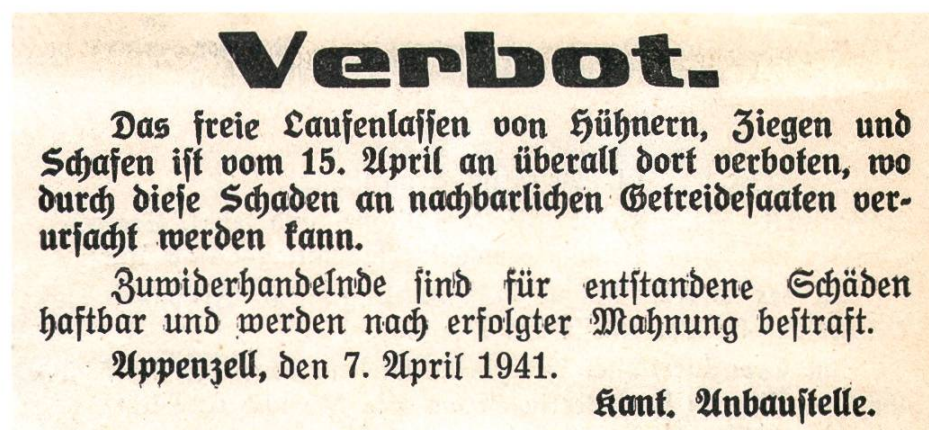 Verbot.
Das freie Laufenlassen von Hühnern, Ziegen und
Schafen ist vom 15. April an überall dort verboten, wo
durch diese Schaden an nachbarlichen Getreidesaaten ver-
ursacht werden kann.
Zuwiderhandelnde sind für entstandene Schäden
haftbar und werden nach erfolgter Mahnung bestraft.
Appenzell, den 7. April 1941.
Kant. Anbaustelle.